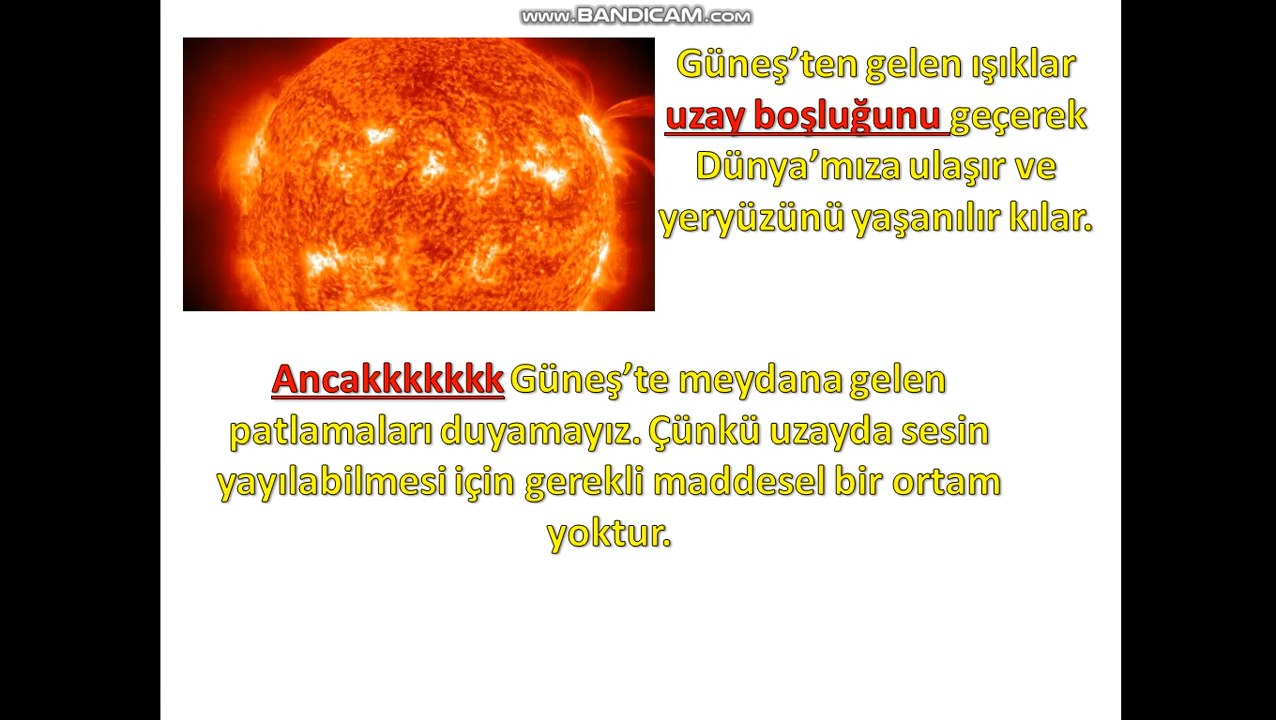 www.BANDICAM.com
Güneş’ten gelen ışıklar
uzay boşluğunu geçerek
Dünya’mıza ulaşır ve
yeryüzünü yaşanılır kılar.
Ancakkkkkkk Güneş’te meydana gelen
patlamaları duyamayız. Çünkü uzayda sesin
yayılabilmesi için gerekli maddesel bir ortam
yoktur.